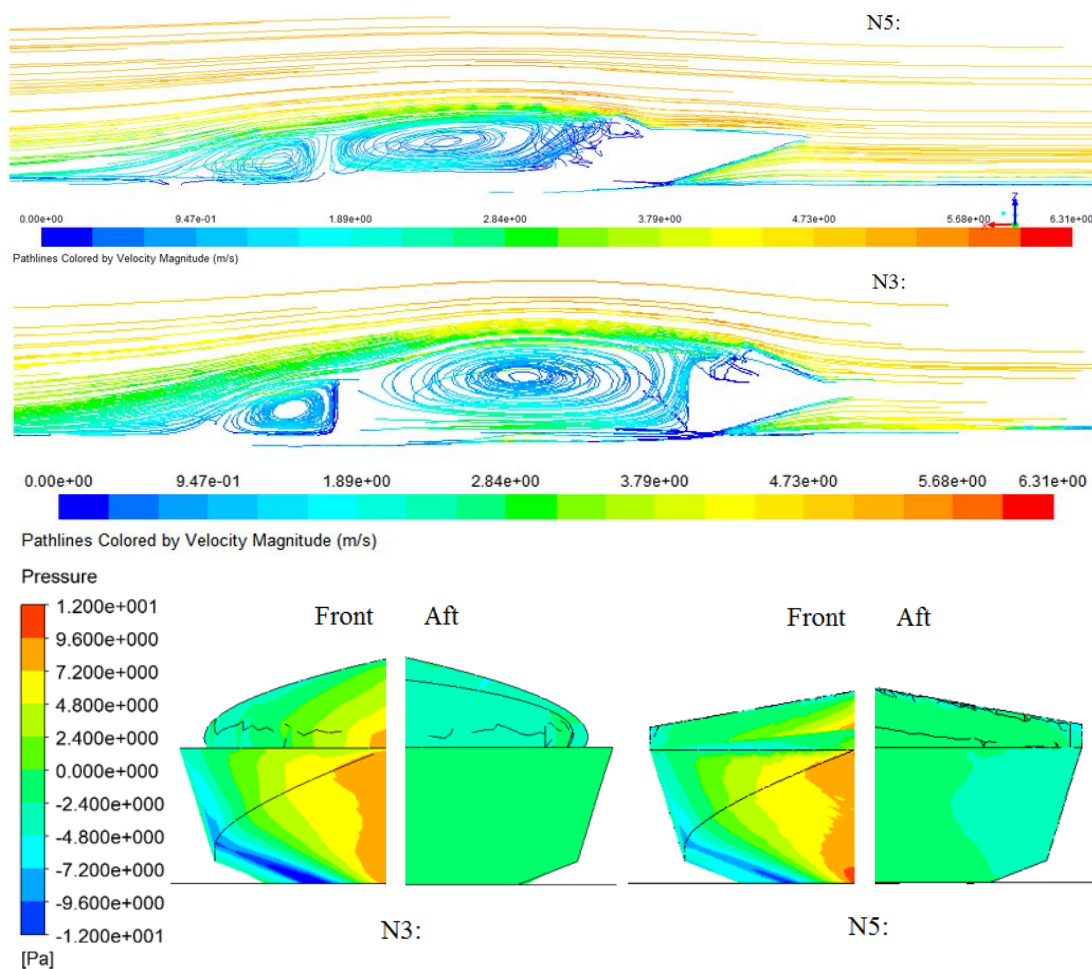 N5:
Z
X
0.00e+00 9.47e-01 1.89e+00 2.84e+00 3.79e+00 4.73e+00 5.68e+00 6.31e+00
Pathlines Colored by Velocity Magnitude (m/s)
N3:
0.00e+00 9.47e-01 1.89e+00 2.84e+00 3.79e+00 4.73e+00 5.68e+00 6.31e+00
Pathlines Colored by Velocity Magnitude (m/s)
Pressure
1.200e+001
9.600e+000
7.200e+000
4.800e+000
2.400e+000
0.000e+000
-2.400e+000
-4.800e+000
-7.200e+000
-9.600e+000
-1.200e+001
[Pa]
Front Aft
N3:
Front Aft
N5: